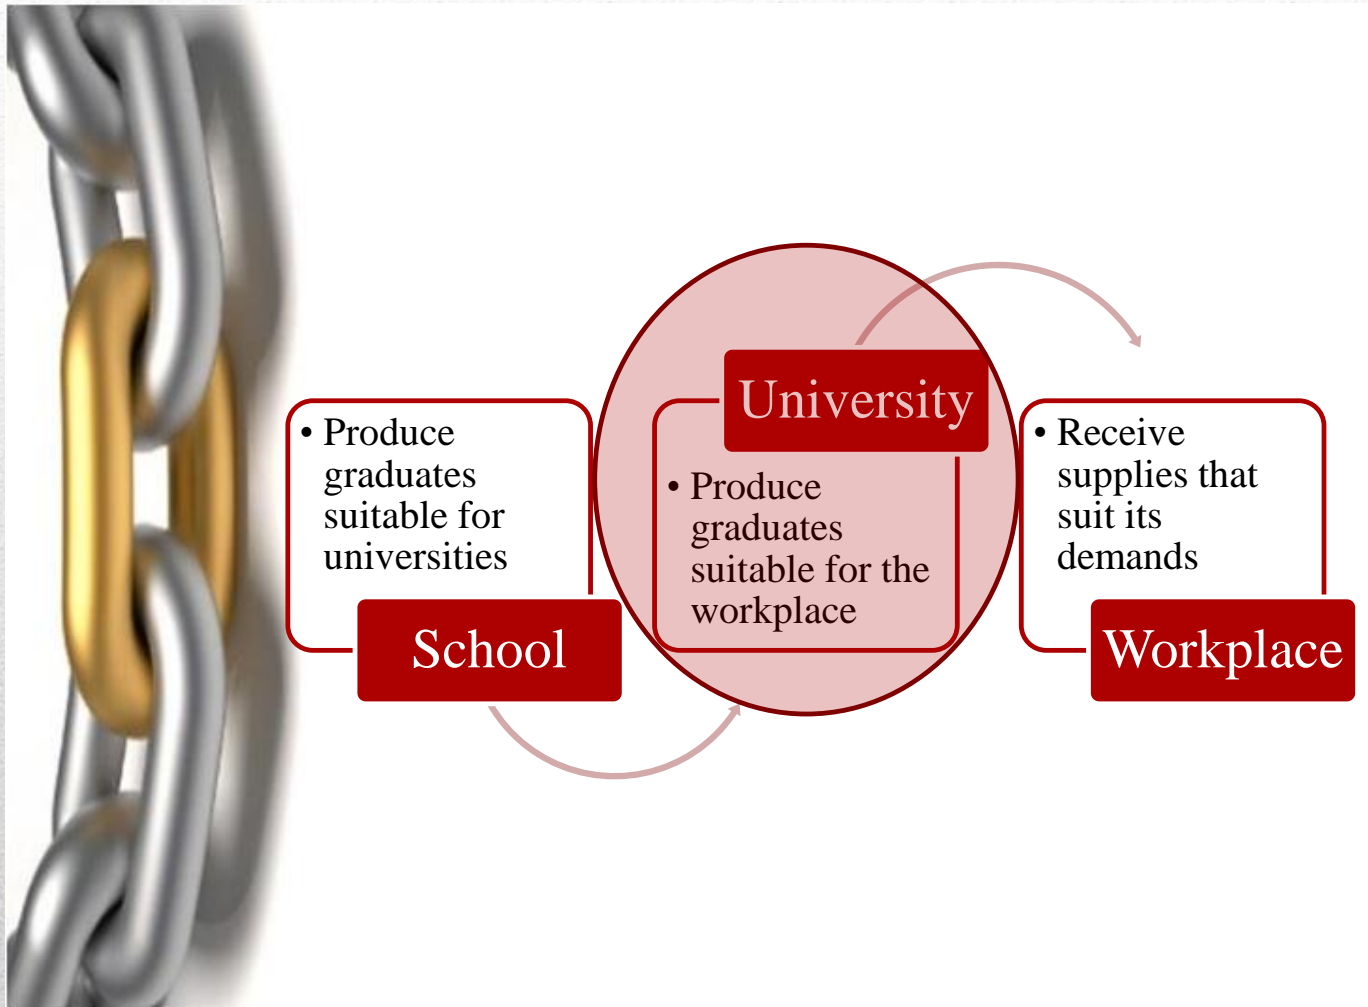 • Produce
graduates
suitable for
universities
School
University
• Produce
graduates
suitable for the
workplace
• Receive
supplies that
suit its
demands
Workplace